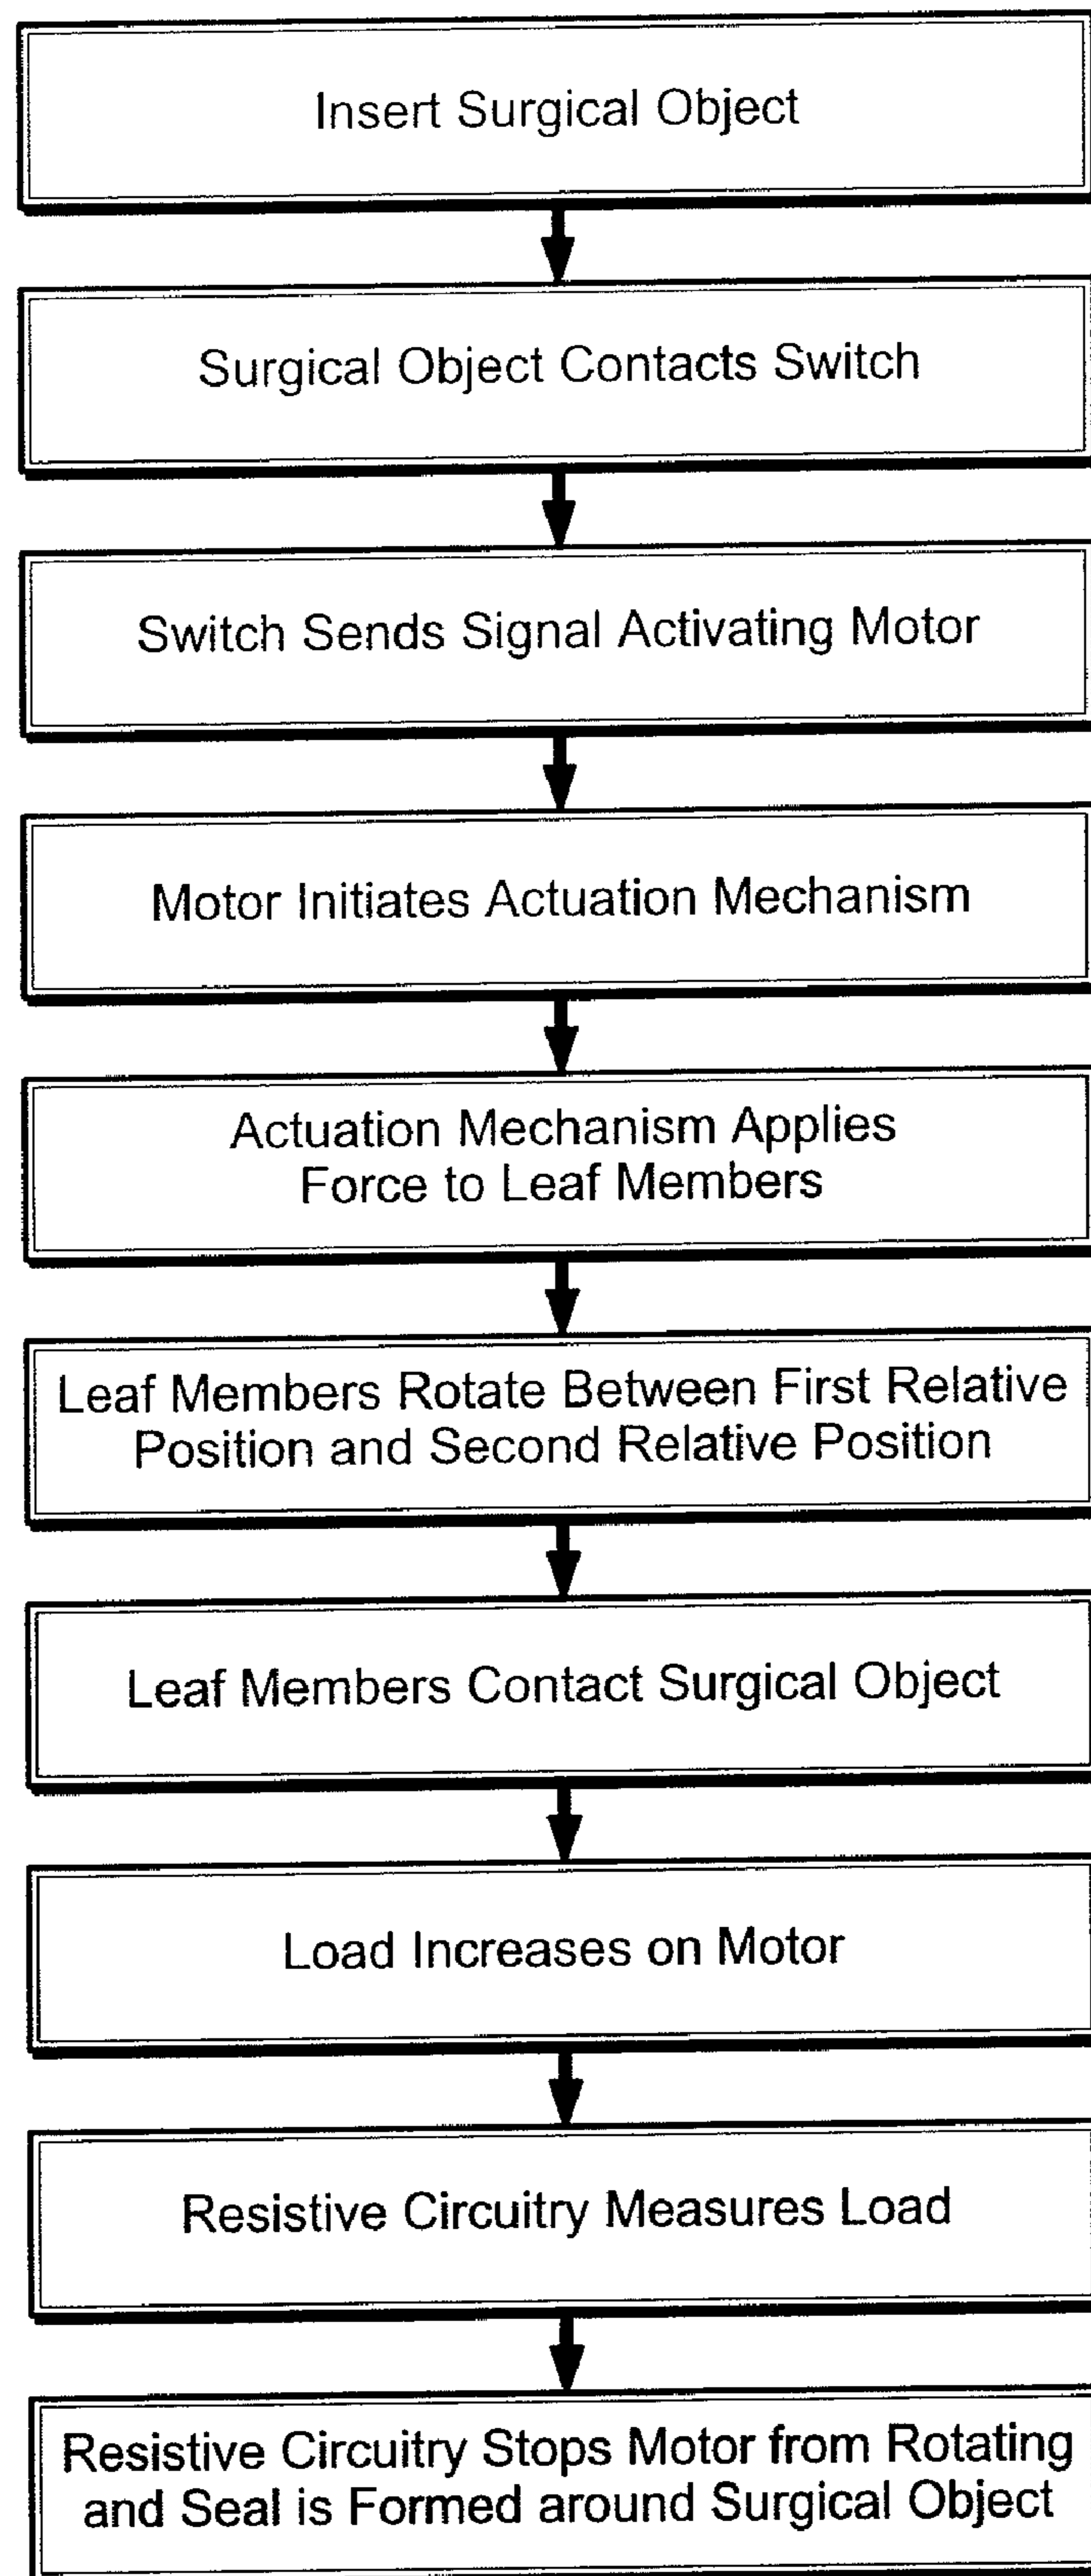 Insert Surgical Object
Surgical Object Contacts Switch
Switch Sends Signal Activating Motor
Motor Initiates Actuation Mechanism
Actuation Mechanism Applies
Force to Leaf Members
Leaf Members Rotate Between First Relative
Position and Second Relative Position
Leaf Members Contact Surgical Object
Load Increases on Motor
Resistive Circuitry Measures Load
Resistive Circuitry Stops Motor from Rotating
and Seal is Formed around Surgical Object